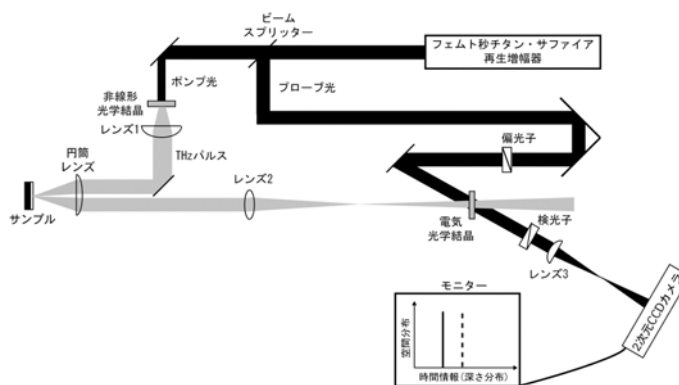 ビーム
スプリッター
フェムト秒チタン・サファイア
再生増幅器
ポンプ光
プローブ光
非線形
光学結晶
レンズ1
偏光子
円筒
レンズ
THzパルス
レンズ2
サンプル
電気
光学結晶
検光子
レンズ3
モニター
2次元CCDカメラ
空間分布
時間情報(深さ分布)